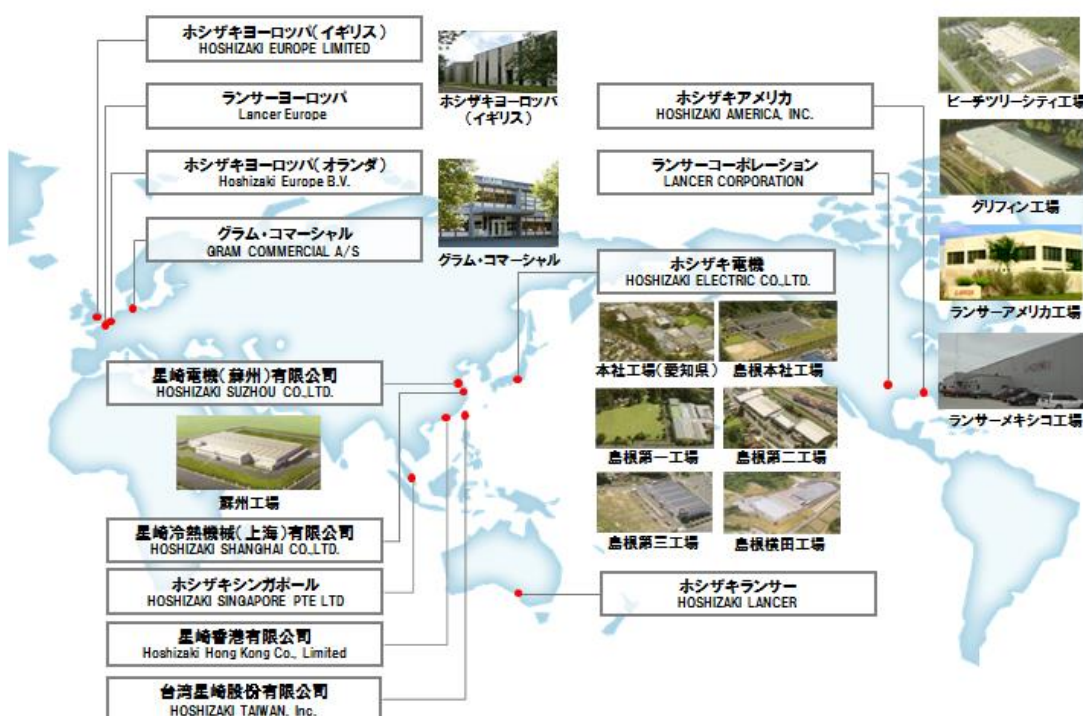 ホシザキヨーロッパ(イギリス)
HOSHIZAKI EUROPE LIMITED
ランサーヨーロッパ
Lancer Europe
ホシザキヨーロッパ(オランダ)
Hoshizaki Europe B.V.
グラム・コマーシャル
GRAM COMMERCIAL A/S
ホシザキヨーロッパ
(イギリス)
グラム・コマーシャル
ホシザキアメリカ
HOSHIZAKI AMERICA, INC.
ランサーコーポレーション
LANCER CORPORATION
ピーチツリーシティ工場
グリフィン工場
ランサーアメリカ工場
ランサーメキシコ工場
ホシザキ電機
HOSHIZAKI ELECTRIC CO.,LTD.
本社工場(愛知県)
島根本社工場
島根第一工場
島根第二工場
島根第三工場
島根横田工場
星崎電機(蘇州)有限公司
HOSHIZAKI SUZHOU CO.,LTD.
蘇州工場
星崎冷熱機械(上海)有限公司
HOSHIZAKI SHANGHAI CO.,LTD.
ホシザキシンガポール
HOSHIZAKI SINGAPORE PTE LTD
星崎香港有限公司
Hoshizaki Hong Kong Co., Limited
台湾星崎股份有限公司
HOSHIZAKI TAIWAN, Inc.
ホシザキランサー
HOSHIZAKI LANCER